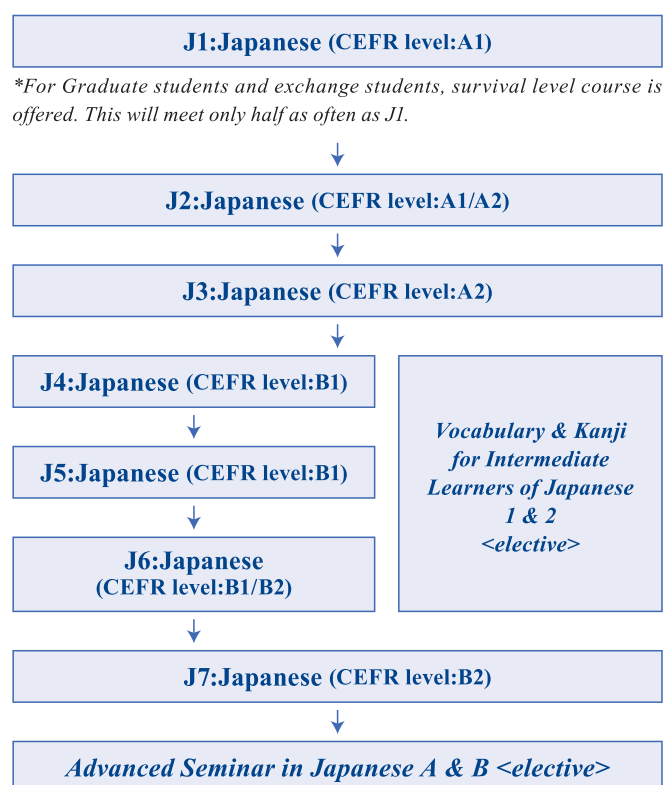 J1:Japanese (CEFR level:A1)
*For Graduate students and exchange students, survival level course is
offered. This will meet only half as often as J1.
J2:Japanese (CEFR level:A1/A2)
J3:Japanese (CEFR level:A2)
J4:Japanese (CEFR level:B1)
J5:Japanese (CEFR level:B1)
J6:Japanese
(CEFR level:B1/B2)
Vocabulary & Kanji
for Intermediate
Learners of Japanese
1 & 2
<elective>
J7:Japanese (CEFR level:B2)
Advanced Seminar in Japanese A & B <elective>